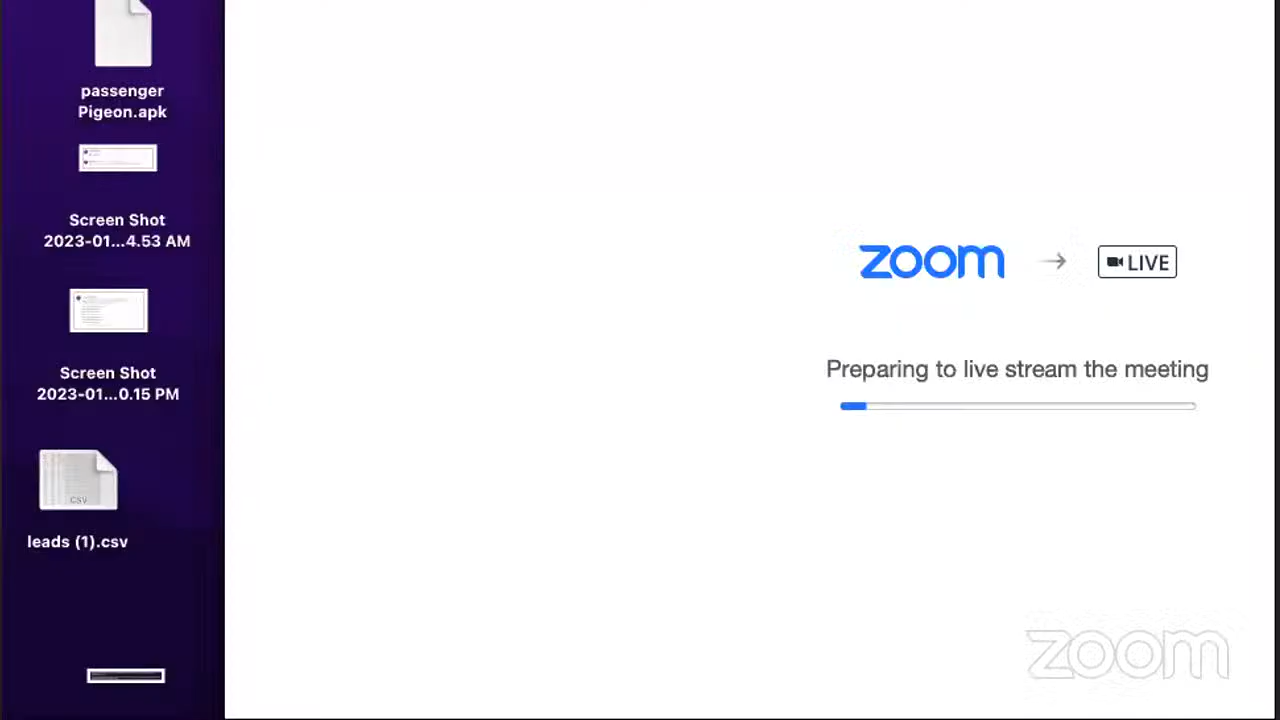 passenger
Pigeon.apk
Screen Shot
2023-01...4.53 AM
Screen Shot
2023-01...0.15 PM
CSV
leads (1).csv
zoom
LIVE
Preparing to live stream the meeting
zoom